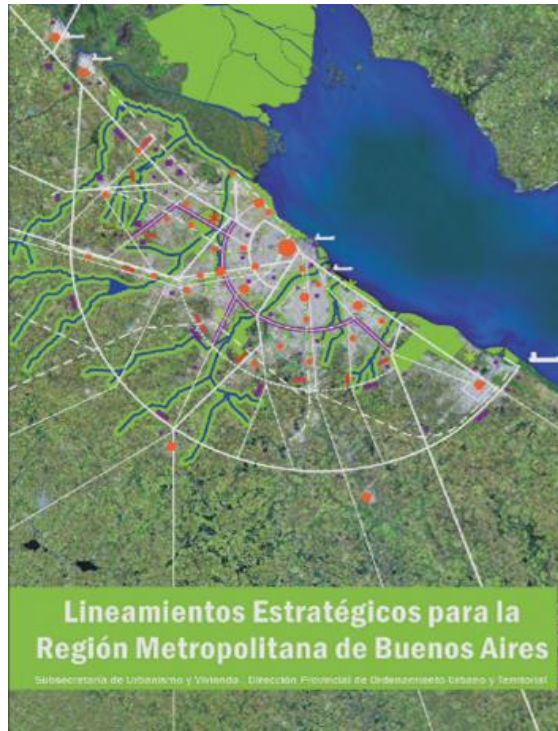 Lineamientos Estratégicos para la
Región Metropolitana de Buenos Aires
Subsecretaría de Urbanismo y Vivienda . Dirección Provincial de Ordenamiento Urbano y Territorial